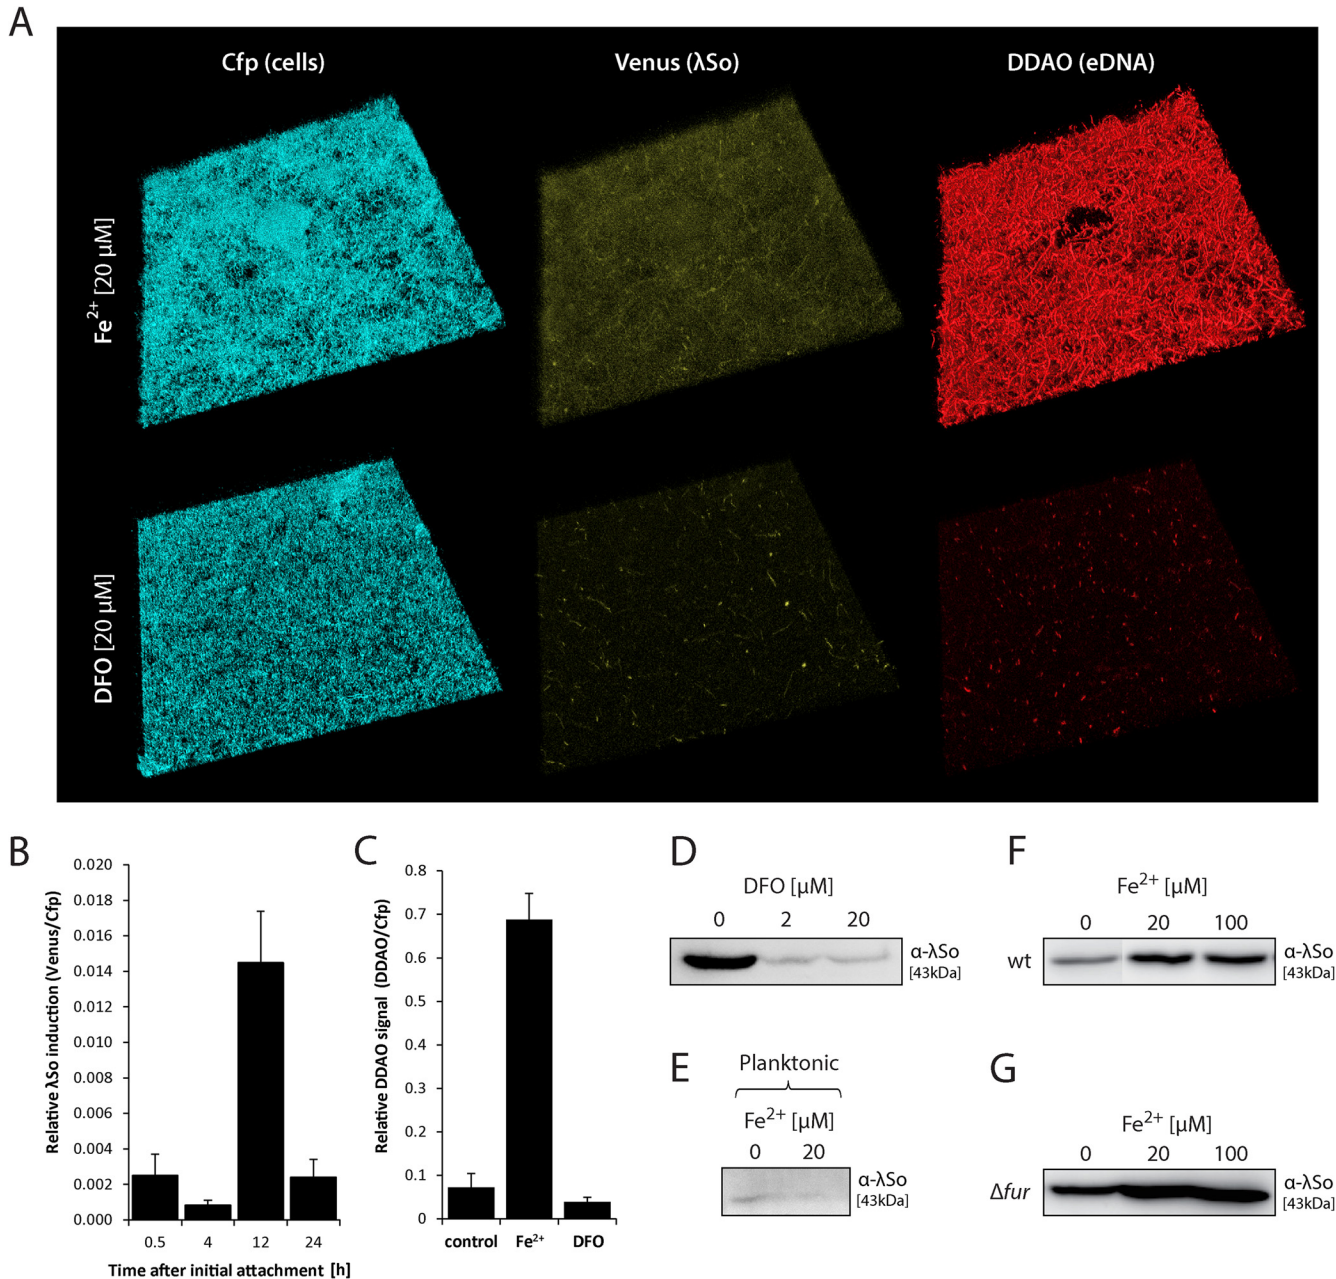 A
Cfp (cells)
Venus (λSo)
DDAO (eDNA)
Fe2+ [20 µM]
DFO [20 µM]
B
Relative λSo induction (Venus/Cfp)
0.020
0.018
0.016
0.014
0.012
0.010
0.008
0.006
0.004
0.002
0.000
0.5 4 12 24
Time after initial attachment [h]
C
Relative DDAO signal (DDAO/Cfp)
0.8
0.7
0.6
0.5
0.4
0.3
0.2
0.1
0
control Fe2+ DFO
D
DFO [µM]
0 2 20
α-λSo
[43kDa]
E
Planktonic
Fe2+ [µM]
0 20
α-λSo
[43kDa]
F
Fe2+ [µM]
0 20 100
wt
α-λSo
[43kDa]
G
Fe2+ [µM]
0 20 100
Δfur
α-λSo
[43kDa]